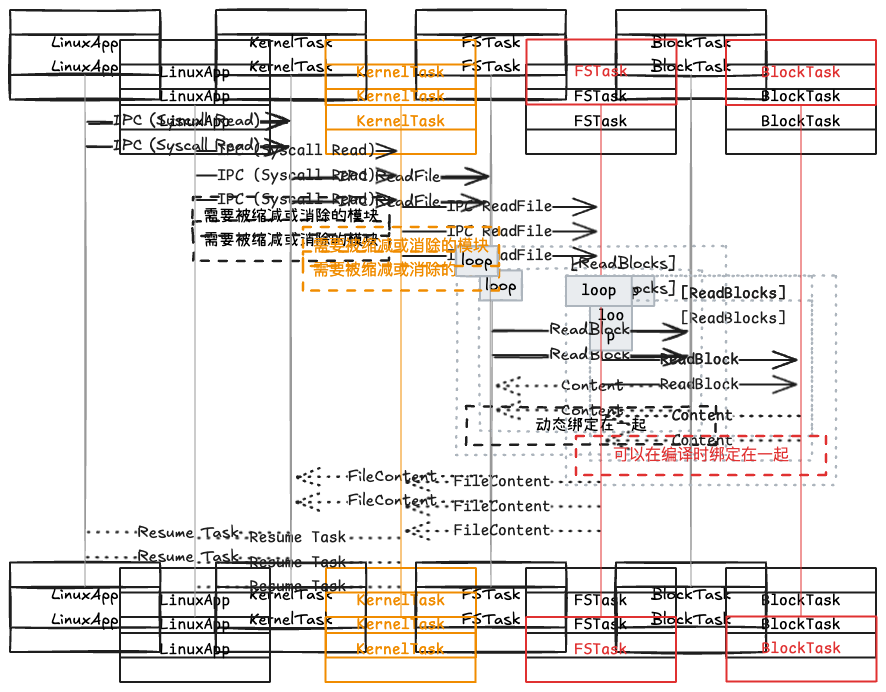 LinuxApp KernelTask FSTask BlockTask
LinuxApp KernelTask FSTask BlockTask
LinuxApp KernelTask FSTask BlockTask
LinuxApp KernelTask FSTask BlockTask
LinuxApp KernelTask FSTask BlockTask
IPC (Syscall Read)
IPC (Syscall Read)
IPC (Syscall Read)
IPC (Syscall Read)
IPC (Syscall Read)
IPC ReadFile
IPC ReadFile
IPC ReadFile
IPC ReadFile
IPC ReadFile
需要被缩减或消除的模块
需要被缩减或消除的模块
需要被缩减或消除的模块
需要被缩减或消除的
loop
loop
loop
loop
[ReadBlocks]
[ReadBlocks]
[ReadBlocks]
ReadBlock
ReadBlock
ReadBlock
ReadBlock
Content
Content
Content
Content
动态绑定在一起
可以在编译时绑定在一起
FileContent
FileContent
FileContent
FileContent
FileContent
Resume Task
Resume Task
Resume Task
Resume Task
Resume Task
LinuxApp KernelTask FSTask BlockTask
LinuxApp KernelTask FSTask BlockTask
LinuxApp KernelTask FSTask BlockTask
LinuxApp KernelTask FSTask BlockTask
LinuxApp KernelTask FSTask BlockTask